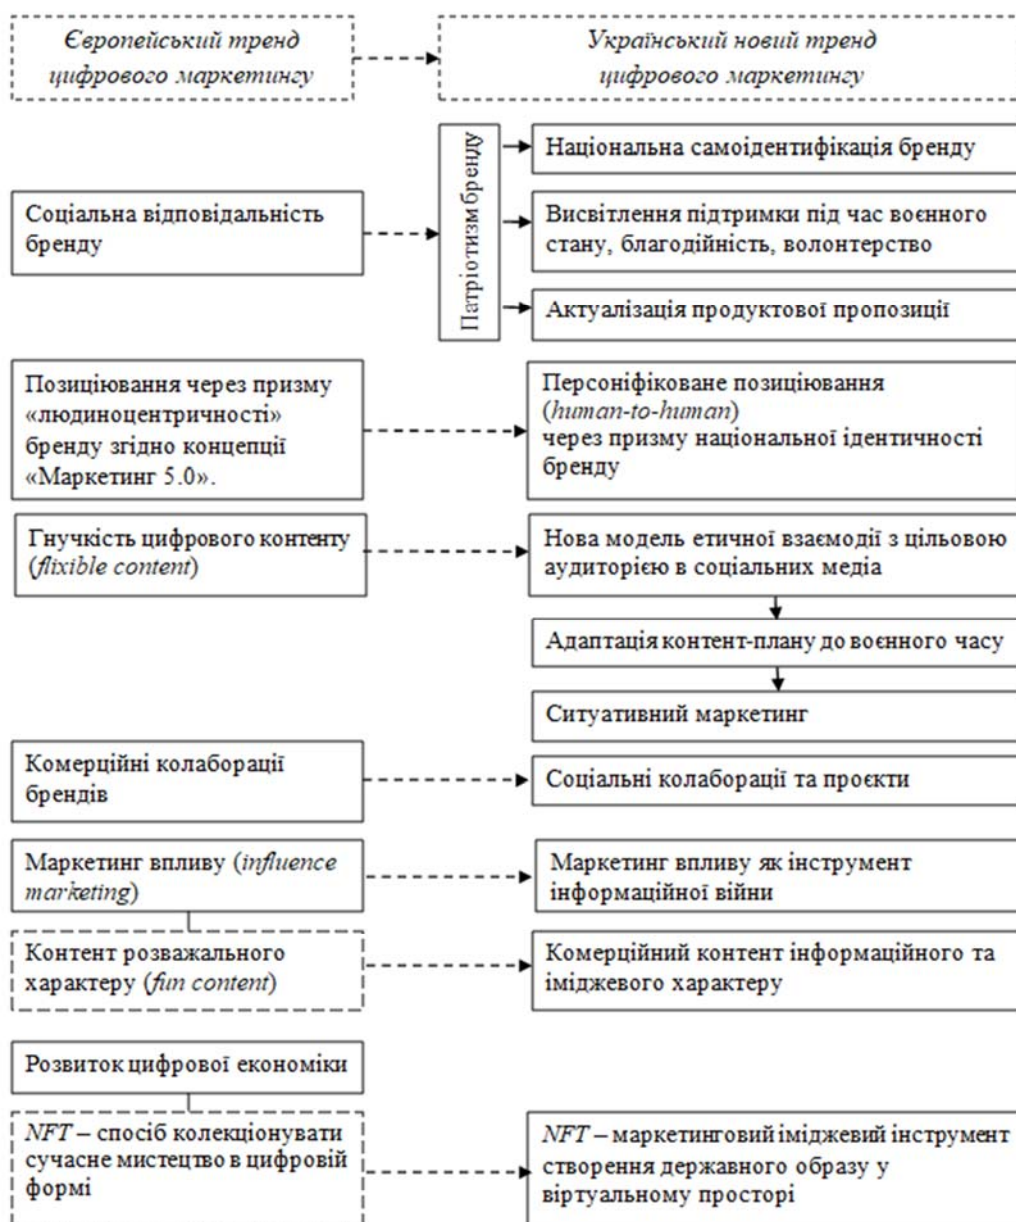 Європейський тренд
цифрового маркетингу
Український новий тренд
цифрового маркетингу
Соціальна відповідальність
бренду
Патріотизм бренду
Національна самоідентифікація бренду
Висвітлення підтримки під час воєнного
стану, благодійність, волонтерство
Актуалізація продуктової пропозиції
Позиціювання через призму
«людиноцентричності»
бренду згідно концепції
«Маркетинг 5.0».
Персоніфіковане позиціювання
(human-to-human)
через призму національної ідентичності
бренду
Гнучкість цифрового контенту
(flixible content)
Нова модель етичної взаємодії з цільовою
аудиторією в соціальних медіа
Адаптація контент-плану до воєнного часу
Ситуативний маркетинг
Комерційні колаборації
брендів
Соціальні колаборації та проєкти
Маркетинг впливу (influence
marketing)
Маркетинг впливу як інструмент
інформаційної війни
Контент розважального
характеру (fun content)
Комерційний контент інформаційного та
іміджевого характеру
Розвиток цифрової економіки
NFT – спосіб колекціонувати
сучасне мистецтво в цифровій
формі
NFT – маркетинговий іміджевий інструмент
створення державного образу у
віртуальному просторі